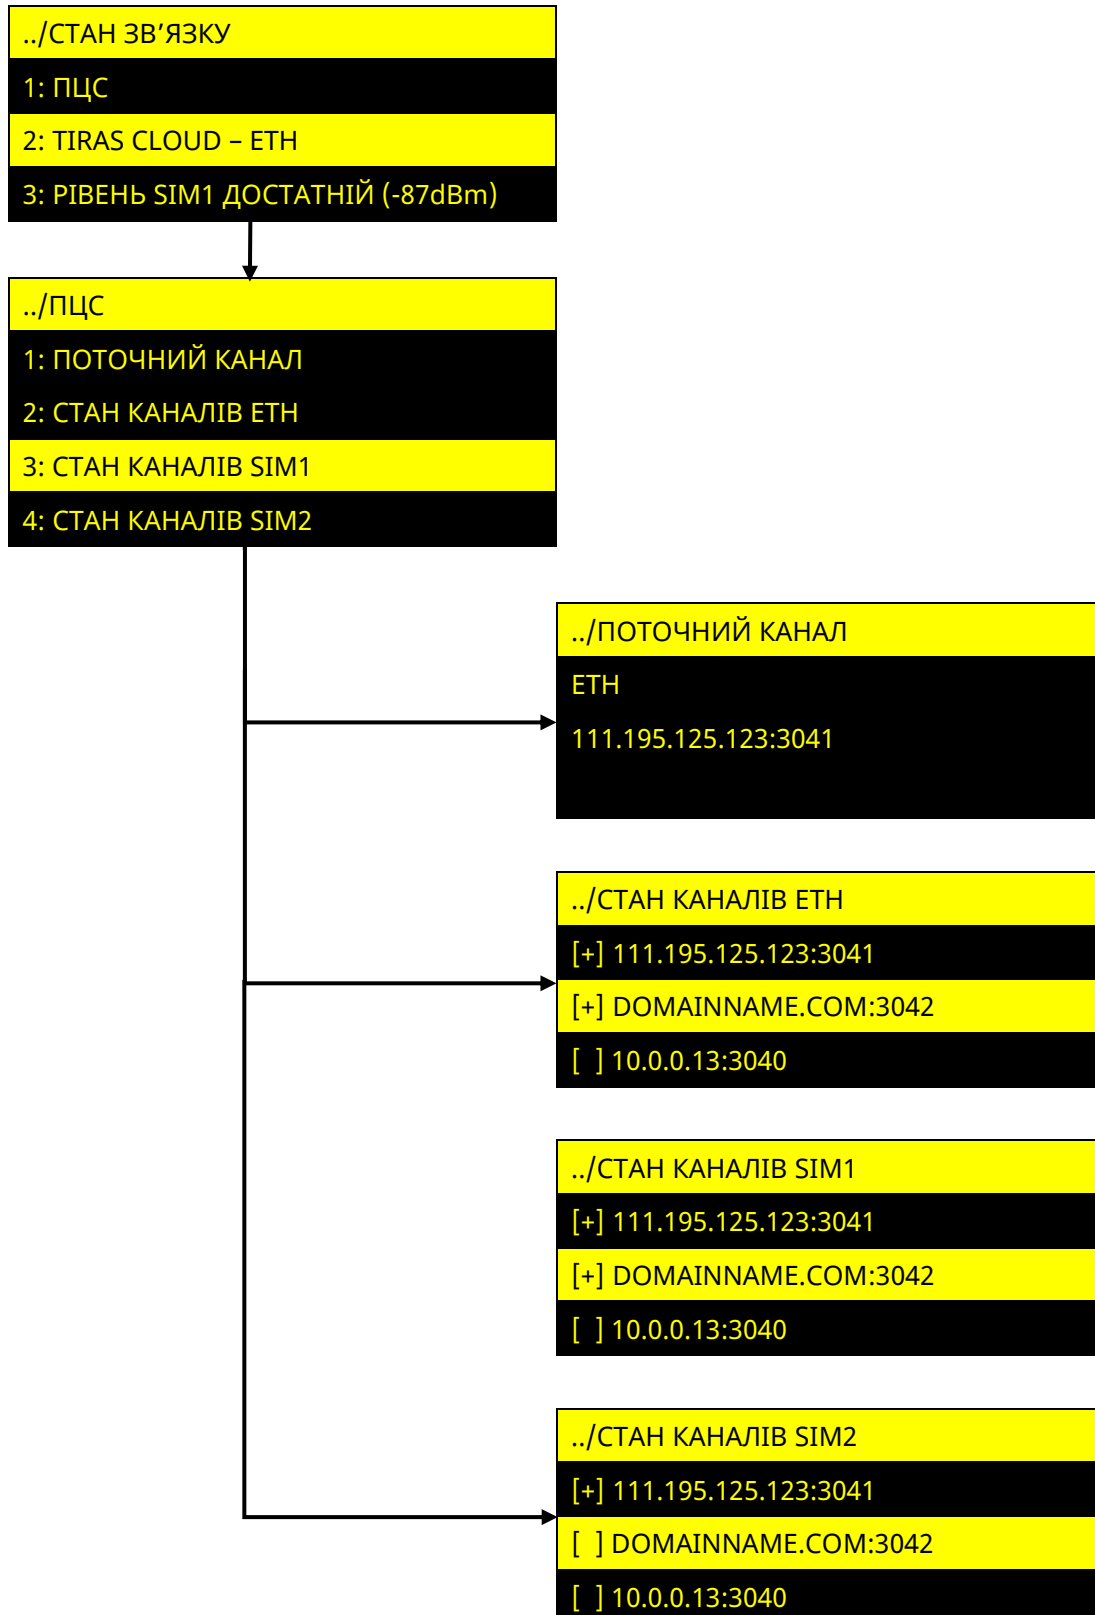 ../СТАН ЗВ’ЯЗКУ
1: ПЦС
2: TIRAS CLOUD – ETH
3: РІВЕНЬ SIM1 ДОСТАТНІЙ (-87dBm)
../ПЦС
1: ПОТОЧНИЙ КАНАЛ
2: СТАН КАНАЛІВ ETH
3: СТАН КАНАЛІВ SIM1
4: СТАН КАНАЛІВ SIM2
../ПОТОЧНИЙ КАНАЛ
ETH
111.195.125.123:3041
../СТАН КАНАЛІВ ETH
[+] 111.195.125.123:3041
[+] DOMAINNAME.COM:3042
[ ] 10.0.0.13:3040
../СТАН КАНАЛІВ SIM1
[+] 111.195.125.123:3041
[+] DOMAINNAME.COM:3042
[ ] 10.0.0.13:3040
../СТАН КАНАЛІВ SIM2
[+] 111.195.125.123:3041
[ ] DOMAINNAME.COM:3042
[ ] 10.0.0.13:3040